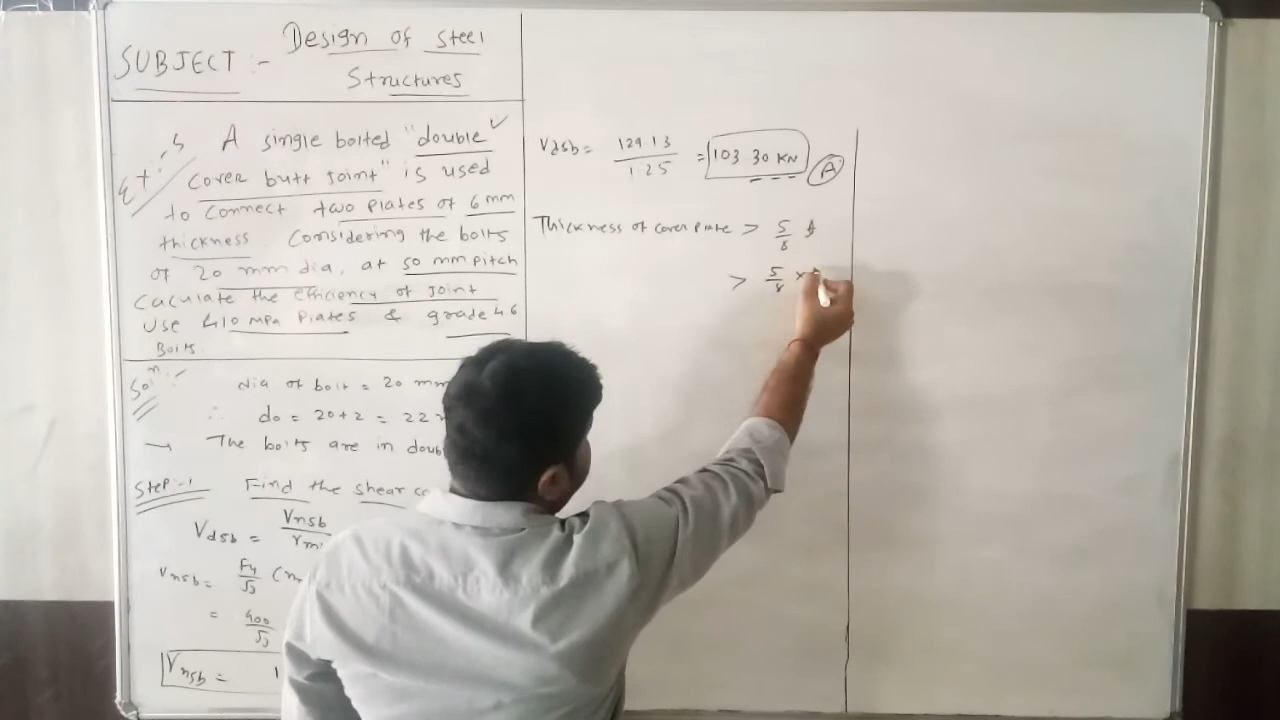 SUBJECT :- Design of Steel
Structures
Ex:-5 A single bolted "double"
cover butt joint" is used
to connect two plates of 6 mm
thickness. Considering the bolts
of 20 mm dia, at 50 mm pitch
Caculate the efficiency of joint
Use 410 MPa Plates & grade 4.6
Bolts.
Soln :- dia of bolt = 20 mm
∴ do = 20+2 = 22
→ The bolts are in doub
Step-1 Find the shear
Vdsb = Vnsb
Vnsb = Fu/√3
= 400/√3
Vnsb =
Vdsb = 129.13/1.25 = 103.30 KN A
Thickness of cover plate > 5/8 t
> 5/8 ×